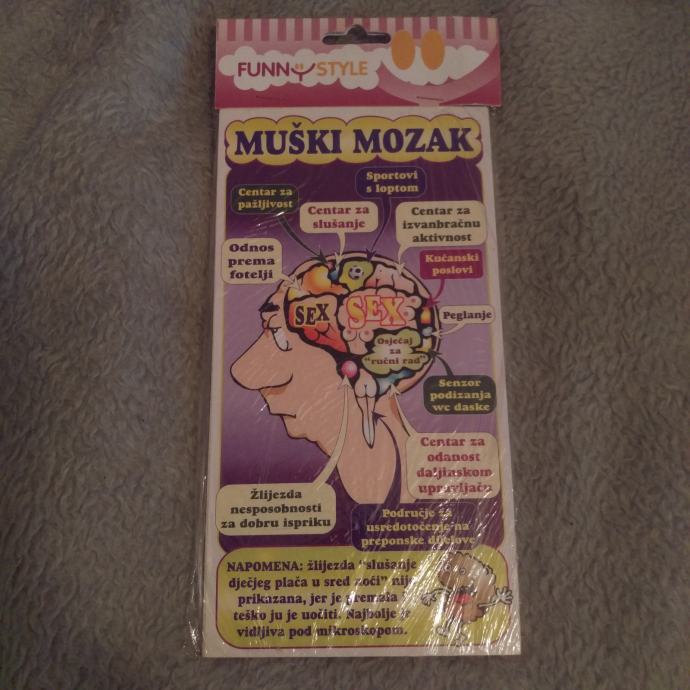 FUNNY STYLE
MUŠKI MOZAK
Sportovi
s loptom
Centar za
pažljivost
Centar za
slušanje
Centar za
izvanbračnu
aktivnost
Odnos
prema
fotelji
Kućanski
poslovi
SEX
SEX
Peglanje
Osjećaj
za
"ručni rad"
Senzor
podizanja
wc daske
Centar za
odanost
daljinskom
upravljaču
Žlijezda
nesposobnosti
za dobru ispriku
Područje za
usredotočenje na
preponske dijelove
NAPOMENA: žlijezda "slušanje
dječjeg plača u sred noći" nije
prikazana, jer je premala i
teško ju je uočiti. Najbolje je
vidljiva pod mikroskopom.